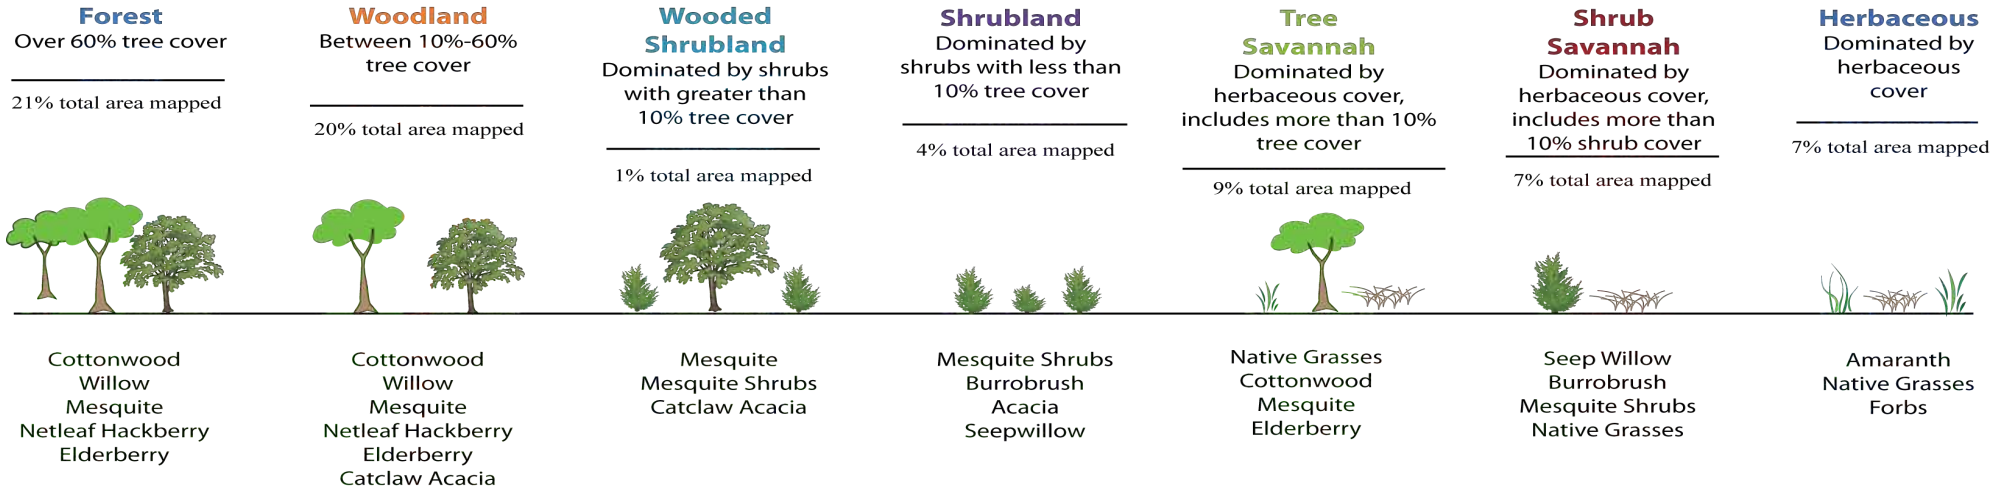 Forest
Over 60% tree cover
21% total area mapped
Cottonwood
Willow
Mesquite
Netleaf Hackberry
Elderberry
Woodland
Between 10%-60%
tree cover
20% total area mapped
Cottonwood
Willow
Mesquite
Netleaf Hackberry
Elderberry
Catclaw Acacia
Wooded
Shrubland
Dominated by shrubs
with greater than
10% tree cover
1% total area mapped
Mesquite
Mesquite Shrubs
Catclaw Acacia
Shrubland
Dominated by
shrubs with less than
10% tree cover
4% total area mapped
Mesquite Shrubs
Burrobrush
Acacia
Seepwillow
Tree
Savannah
Dominated by
herbaceous cover,
includes more than 10%
tree cover
9% total area mapped
Native Grasses
Cottonwood
Mesquite
Elderberry
Shrub
Savannah
Dominated by
herbaceous cover,
includes more than
10% shrub cover
7% total area mapped
Seep Willow
Burrobrush
Mesquite Shrubs
Native Grasses
Herbaceous
Dominated by
herbaceous
cover
7% total area mapped
Amaranth
Native Grasses
Forbs